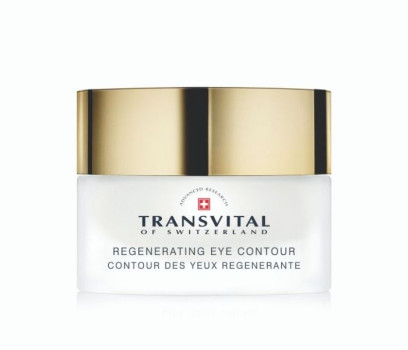 ADVANCED RESEARCH
TRANSVITAL
OF SWITZERLAND
REGENERATING EYE CONTOUR
CONTOUR DES YEUX REGENERANTE